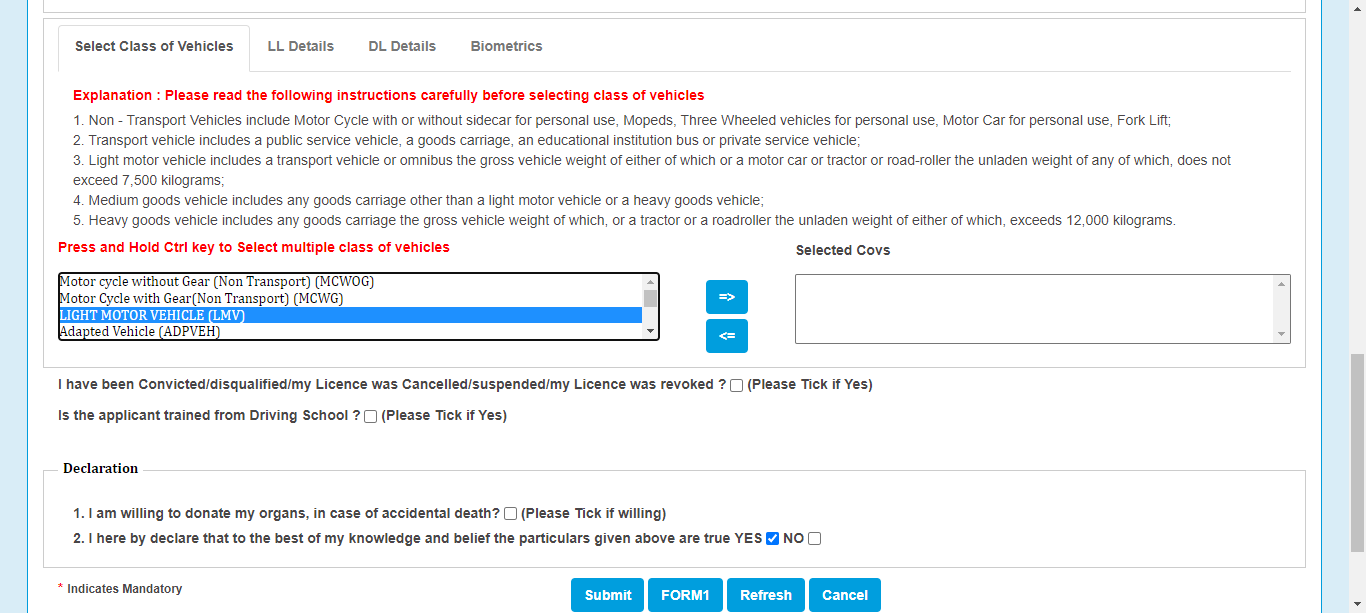 Select Class of Vehicles LL Details DL Details Biometrics
Explanation : Please read the following instructions carefully before selecting class of vehicles
1. Non - Transport Vehicles include Motor Cycle with or without sidecar for personal use, Mopeds, Three Wheeled vehicles for personal use, Motor Car for personal use, Fork Lift;
2. Transport vehicle includes a public service vehicle, a goods carriage, an educational institution bus or private service vehicle;
3. Light motor vehicle includes a transport vehicle or omnibus the gross vehicle weight of either of which or a motor car or tractor or road-roller the unladen weight of any of which, does not
exceed 7,500 kilograms;
4. Medium goods vehicle includes any goods carriage other than a light motor vehicle or a heavy goods vehicle;
5. Heavy goods vehicle includes any goods carriage the gross vehicle weight of which, or a tractor or a roadroller the unladen weight of either of which, exceeds 12,000 kilograms.
Press and Hold Ctrl key to Select multiple class of vehicles
Selected Covs
Motor cycle without Gear (Non Transport) (MCWOG)
Motor Cycle with Gear(Non Transport) (MCWG)
LIGHT MOTOR VEHICLE (LMV)
Adapted Vehicle (ADPVEH)
=>
<=
I have been Convicted/disqualified/my Licence was Cancelled/suspended/my Licence was revoked ? (Please Tick if Yes)
Is the applicant trained from Driving School ? (Please Tick if Yes)
Declaration
1. I am willing to donate my organs, in case of accidental death? (Please Tick if willing)
2. I here by declare that to the best of my knowledge and belief the particulars given above are true YES NO
* Indicates Mandatory
Submit FORM1 Refresh Cancel